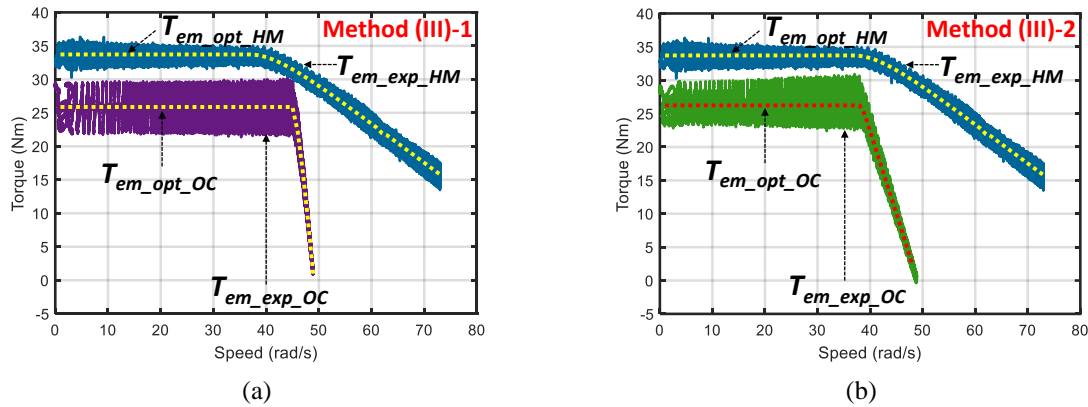 Method (III)-1
T_em_opt_HM
T_em_exp_HM
T_em_opt_OC
T_em_exp_OC
Torque (Nm)
40
35
30
25
20
15
10
5
0
-5
0 10 20 30 40 50 60 70 80
Speed (rad/s)
(a)
Method (III)-2
T_em_opt_HM
T_em_exp_HM
T_em_opt_OC
T_em_exp_OC
Torque (Nm)
40
35
30
25
20
15
10
5
0
-5
0 10 20 30 40 50 60 70 80
Speed (rad/s)
(b)